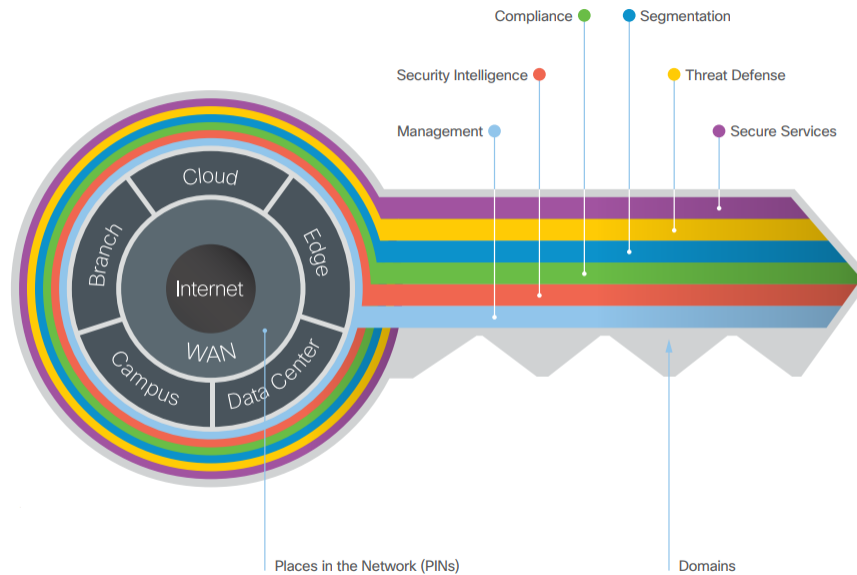 Compliance
Segmentation
Security Intelligence
Threat Defense
Management
Secure Services
Cloud
Branch
Edge
Internet
WAN
Campus
Data Center
Places in the Network (PINs)
Domains